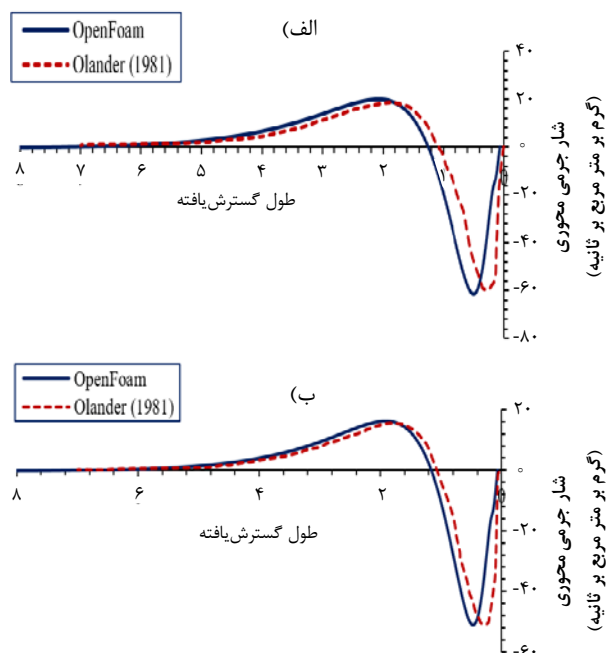 OpenFoam
Olander (1981)
الف)
۴۰
۲۰
۰
-۲۰
-۴۰
-۶۰
-۸۰
۸ ۷ ۶ ۵ ۴ ۳ ۲ ۱ ۰
طول گسترش‌یافته
شار جرمی محوری
(گرم بر متر مربع بر ثانیه)
OpenFoam
Olander (1981)
ب)
۲۰
۰
-۲۰
-۴۰
-۶۰
۸ ۶ ۴ ۲ ۰
طول گسترش‌یافته
شار جرمی محوری
(گرم بر متر مربع بر ثانیه)